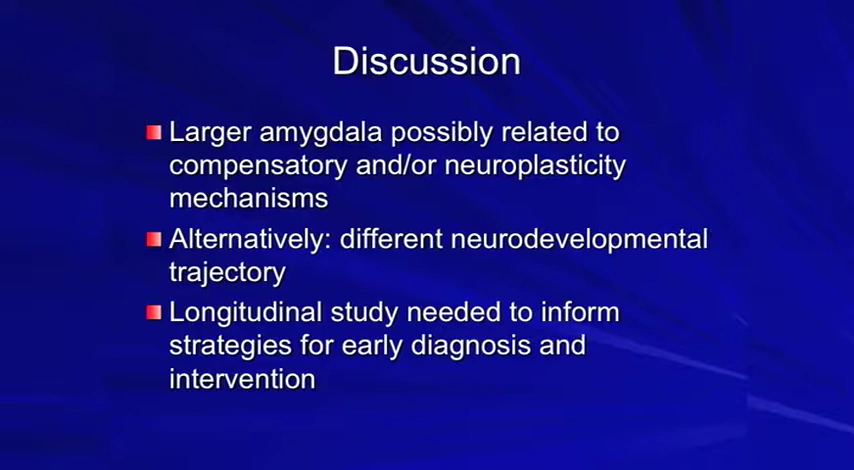 Discussion
Larger amygdala possibly related to
compensatory and/or neuroplasticity
mechanisms
Alternatively: different neurodevelopmental
trajectory
Longitudinal study needed to inform
strategies for early diagnosis and
intervention